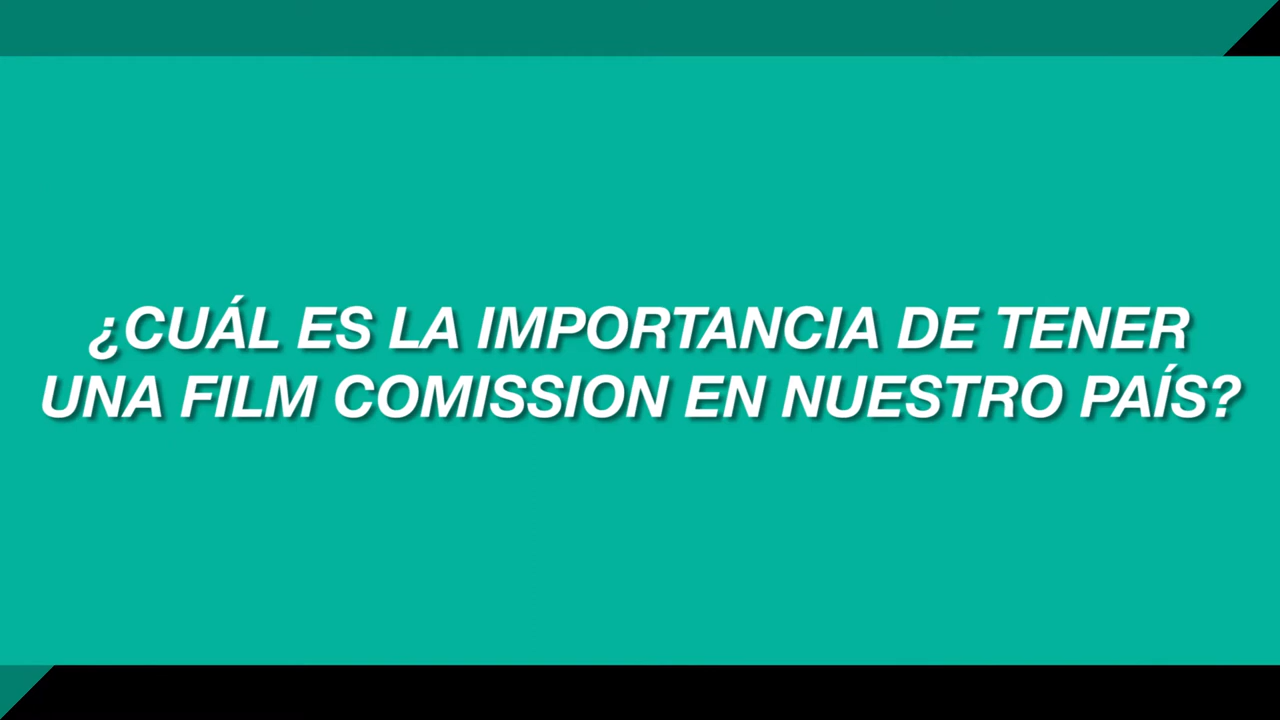 ¿CUÁL ES LA IMPORTANCIA DE TENER
UNA FILM COMISSION EN NUESTRO PAÍS?